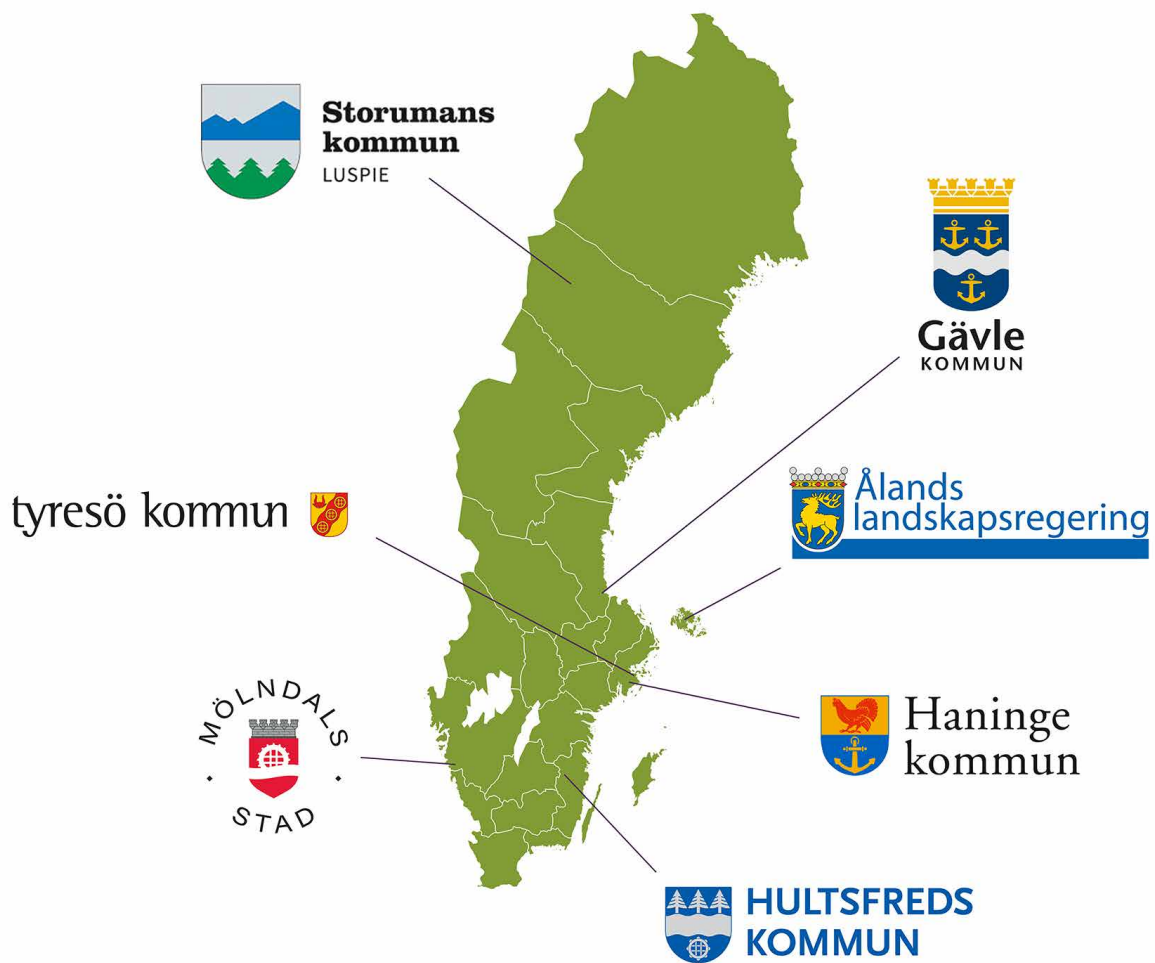 Storumans
kommun
LUSPIE
Gävle
KOMMUN
Ålands
landskapsregering
tyresö kommun
MÖLNDALS
STAD
Haninge
kommun
HULTSFREDS
KOMMUN